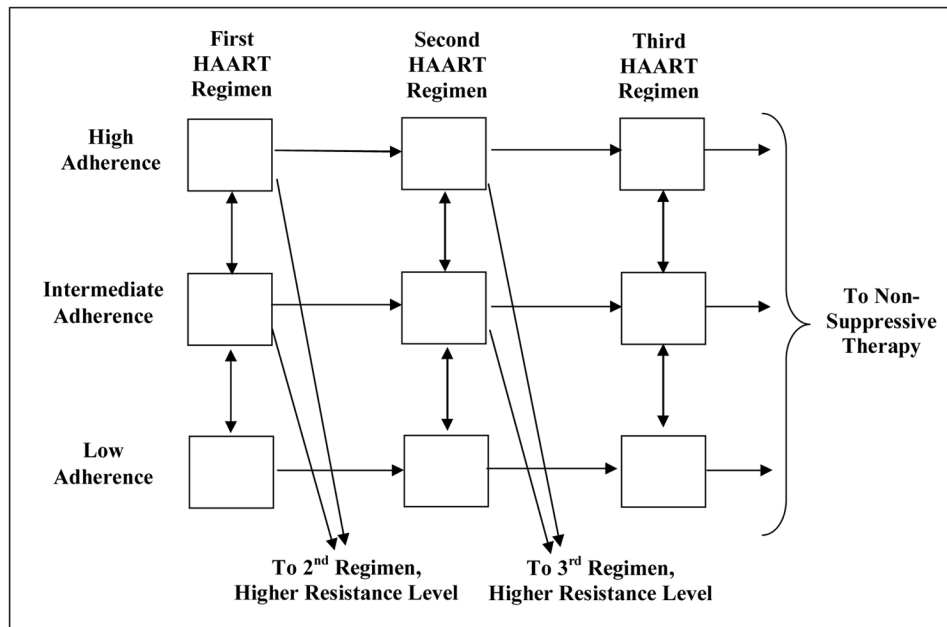 First
HAART
Regimen
Second
HAART
Regimen
Third
HAART
Regimen
High
Adherence
Intermediate
Adherence
Low
Adherence
To Non-
Suppressive
Therapy
To 2nd Regimen,
Higher Resistance Level
To 3rd Regimen,
Higher Resistance Level